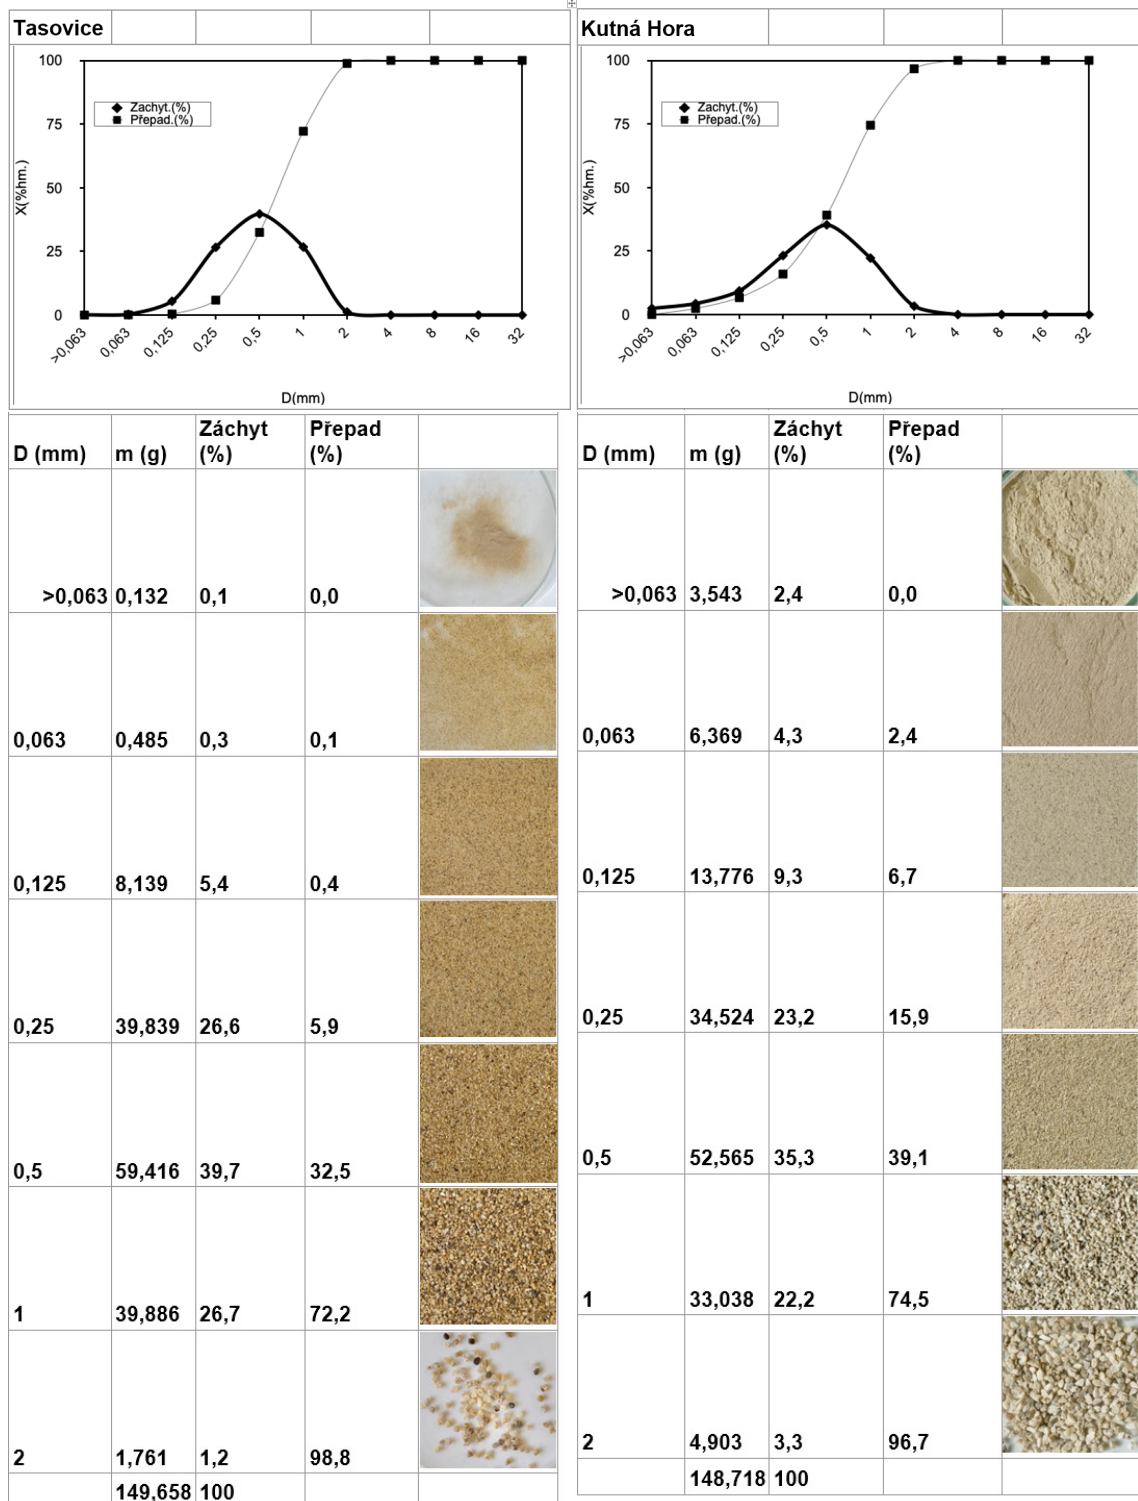 Tasovice
100
75
50
25
0
X(%hm.)
Zachyt.(%)
Přepad.(%)
>0,063
0,063
0,125
0,25
0,5
1
2
4
8
16
32
D(mm)
D (mm) m (g) Záchyt (%) Přepad (%)
>0,063 0,132 0,1 0,0
0,063 0,485 0,3 0,1
0,125 8,139 5,4 0,4
0,25 39,839 26,6 5,9
0,5 59,416 39,7 32,5
1 39,886 26,7 72,2
2 1,761 1,2 98,8
149,658 100
Kutná Hora
100
75
50
25
0
X(%hm.)
Zachyt.(%)
Přepad.(%)
>0,063
0,063
0,125
0,25
0,5
1
2
4
8
16
32
D(mm)
D (mm) m (g) Záchyt (%) Přepad (%)
>0,063 3,543 2,4 0,0
0,063 6,369 4,3 2,4
0,125 13,776 9,3 6,7
0,25 34,524 23,2 15,9
0,5 52,565 35,3 39,1
1 33,038 22,2 74,5
2 4,903 3,3 96,7
148,718 100